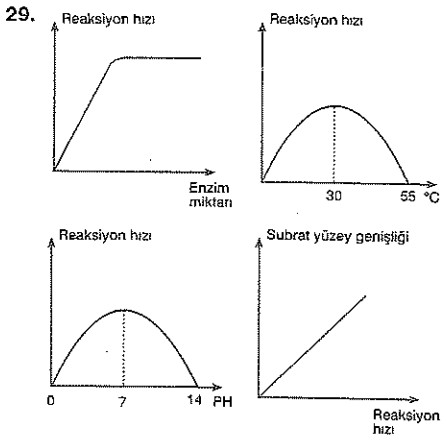 29.
Reaksiyon hızı
Enzim
miktarı
Reaksiyon hızı
30
55 °C
Reaksiyon hızı
0
7
14 PH
Subrat yüzey genişliği
Reaksiyon
hızı